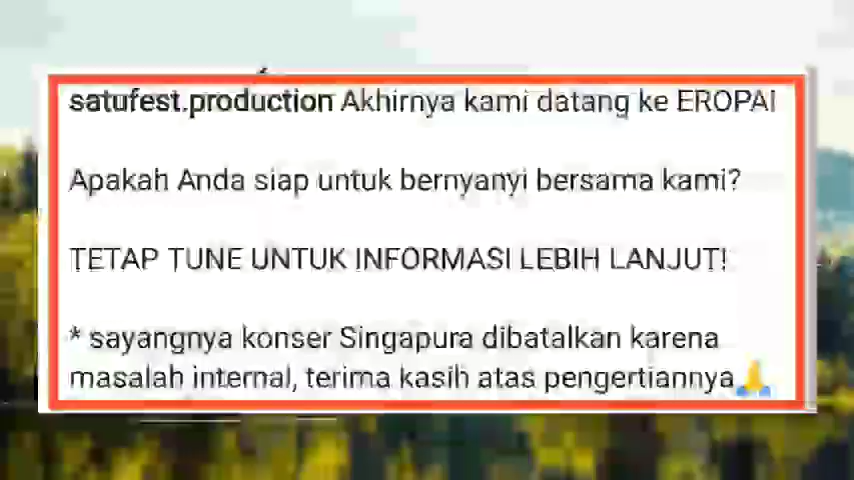 satufest.production Akhirnya kami datang ke EROPA!
Apakah Anda siap untuk bernyanyi bersama kami?
TETAP TUNE UNTUK INFORMASI LEBIH LANJUT!
* sayangnya konser Singapura dibatalkan karena
masalah internal, terima kasih atas pengertiannya🙏